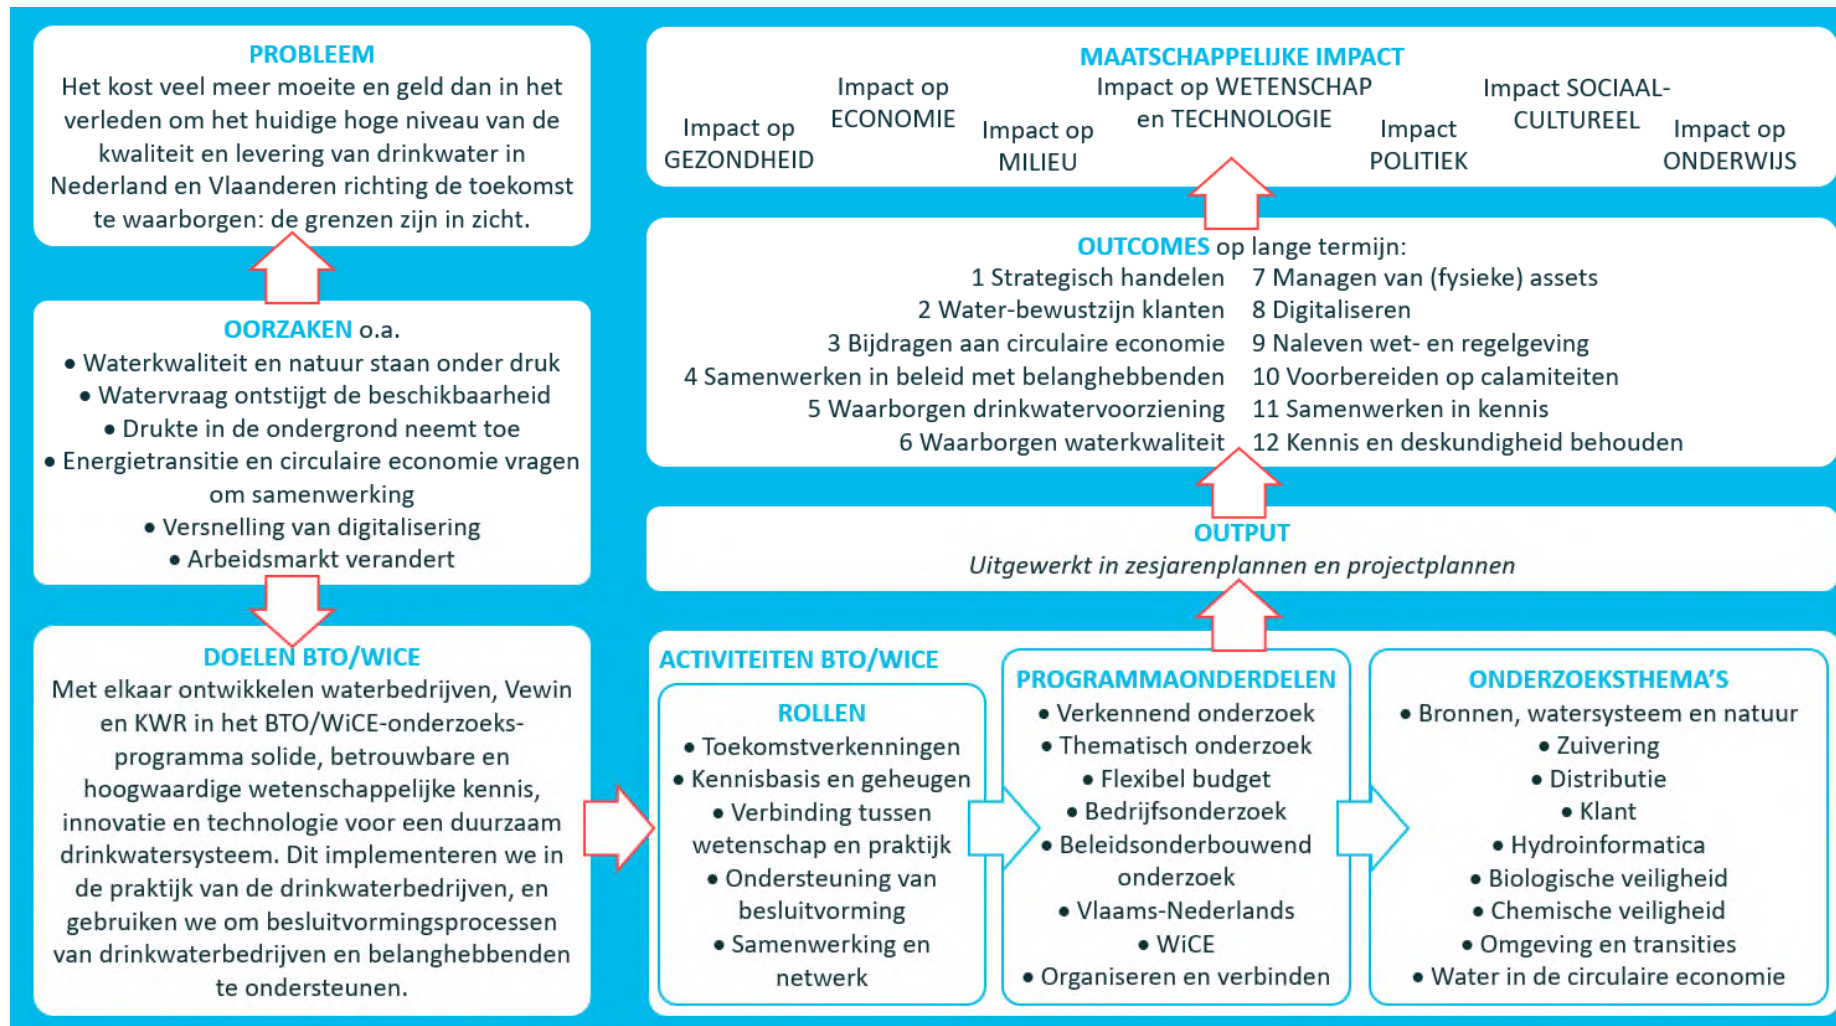 PROBLEEM
Het kost veel meer moeite en geld dan in het
verleden om het huidige hoge niveau van de
kwaliteit en levering van drinkwater in
Nederland en Vlaanderen richting de toekomst
te waarborgen: de grenzen zijn in zicht.
OORZAKEN o.a.
• Waterkwaliteit en natuur staan onder druk
• Watervraag ontstijgt de beschikbaarheid
• Drukte in de ondergrond neemt toe
• Energietransitie en circulaire economie vragen
om samenwerking
• Versnelling van digitalisering
• Arbeidsmarkt verandert
DOELEN BTO/WICE
Met elkaar ontwikkelen waterbedrijven, Vewin
en KWR in het BTO/WiCE-onderzoeks-
programma solide, betrouwbare en
hoogwaardige wetenschappelijke kennis,
innovatie en technologie voor een duurzaam
drinkwatersysteem. Dit implementeren we in
de praktijk van de drinkwaterbedrijven, en
gebruiken we om besluitvormingsprocessen
van drinkwaterbedrijven en belanghebbenden
te ondersteunen.
MAATSCHAPPELIJKE IMPACT
Impact op
GEZONDHEID
Impact op
ECONOMIE
Impact op
MILIEU
Impact op WETENSCHAP
en TECHNOLOGIE
Impact
POLITIEK
Impact SOCIAAL-
CULTUREEL
Impact op
ONDERWIJS
OUTCOMES op lange termijn:
1 Strategisch handelen
2 Water-bewustzijn klanten
3 Bijdragen aan circulaire economie
4 Samenwerken in beleid met belanghebbenden
5 Waarborgen drinkwatervoorziening
6 Waarborgen waterkwaliteit
7 Managen van (fysieke) assets
8 Digitaliseren
9 Naleven wet- en regelgeving
10 Voorbereiden op calamiteiten
11 Samenwerken in kennis
12 Kennis en deskundigheid behouden
OUTPUT
Uitgewerkt in zesjarenplannen en projectplannen
ACTIVITEITEN BTO/WICE
ROLLEN
• Toekomstverkenningen
• Kennisbasis en geheugen
• Verbinding tussen
wetenschap en praktijk
• Ondersteuning van
besluitvorming
• Samenwerking en
netwerk
PROGRAMMAONDERDELEN
• Verkennend onderzoek
• Thematisch onderzoek
• Flexibel budget
• Bedrijfsonderzoek
• Beleidsonderbouwend
onderzoek
• Vlaams-Nederlands
• WiCE
• Organiseren en verbinden
ONDERZOEKSTHEMA'S
• Bronnen, watersysteem en natuur
• Zuivering
• Distributie
• Klant
• Hydroinformatica
• Biologische veiligheid
• Chemische veiligheid
• Omgeving en transities
• Water in de circulaire economie